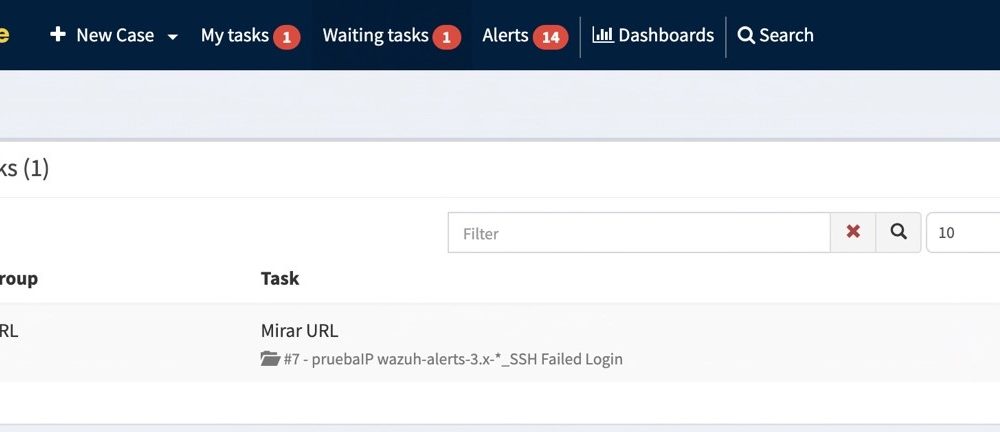 e New Case My tasks 1 Waiting tasks 1 Alerts 14 Dashboards Search
ks (1)
Filter 10
roup Task
RL Mirar URL
#7 - pruebaIP wazuh-alerts-3.x-*_SSH Failed Login